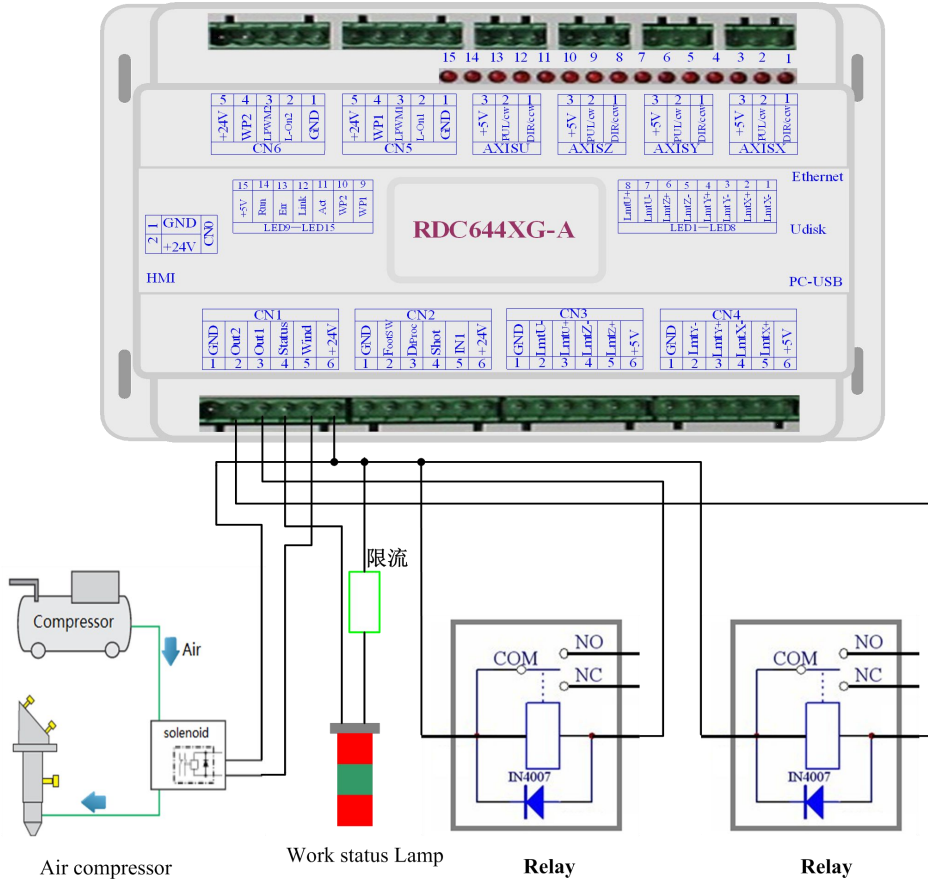 15 14 13 12 11 10 9 8 7 6 5 4 3 2 1
5 4 3 2 1
+24V WP2 LPWM2 L-On2 GND
CN6
5 4 3 2 1
+24V WP1 LPWM1 L-On1 GND
CN5
3 2 1
+5V PUL/cw DIR/ccw
AXISU
3 2 1
+5V PUL/cw DIR/ccw
AXISZ
3 2 1
+5V PUL/cw DIR/ccw
AXISY
3 2 1
+5V PUL/cw DIR/ccw
AXISX
Ethernet
15 14 13 12 11 10 9
+5V Run Err Link Act WP2 WP1
LED9—LED15
8 7 6 5 4 3 2 1
LmtU+ LmtU- LmtZ+ LmtZ- LmtY+ LmtY- LmtX+ LmtX-
LED1—LED8
1 GND
2 +24V
CN0
RDC644XG-A
Udisk
HMI
PC-USB
CN1
GND Out2 Out1 Status Wind +24V
1 2 3 4 5 6
CN2
GND FootSW DrProc Shot IN1 +24V
1 2 3 4 5 6
CN3
GND LmtU- LmtU+ LmtZ- LmtZ+ +5V
1 2 3 4 5 6
CN4
GND LmtY- LmtY+ LmtX- LmtX+ +5V
1 2 3 4 5 6
限流
Compressor
Air
solenoid
Air compressor
Work status Lamp
NO
COM
NC
IN4007
Relay
NO
COM
NC
IN4007
Relay